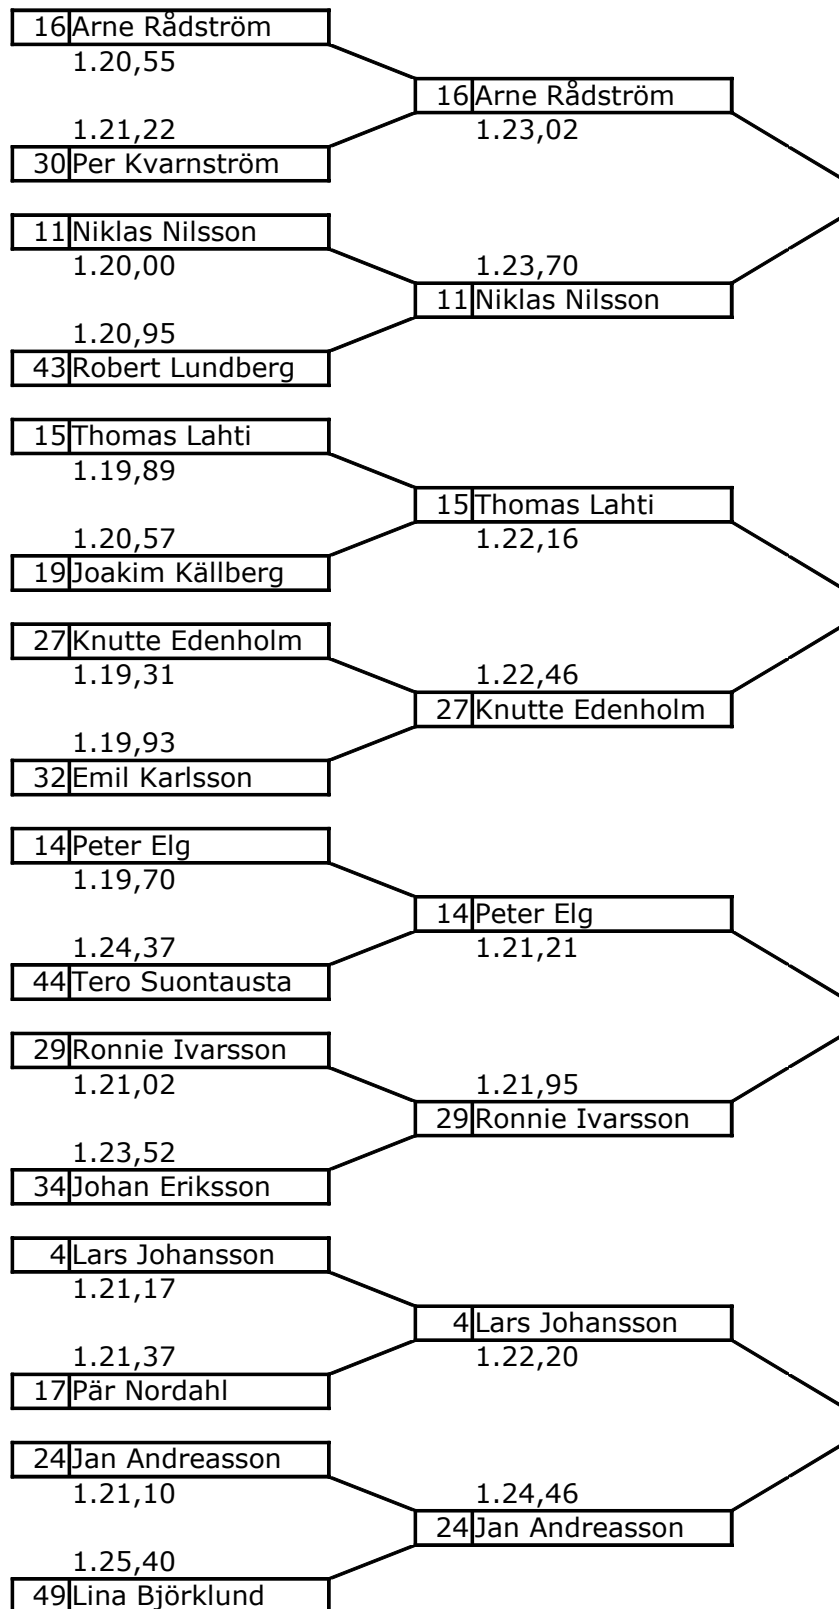 16 Arne Rådström
1.20,55
16 Arne Rådström
1.21,22
1.23,02
30 Per Kvarnström
11 Niklas Nilsson
1.20,00
1.23,70
11 Niklas Nilsson
1.20,95
43 Robert Lundberg
15 Thomas Lahti
1.19,89
15 Thomas Lahti
1.20,57
1.22,16
19 Joakim Källberg
27 Knutte Edenholm
1.19,31
1.22,46
27 Knutte Edenholm
1.19,93
32 Emil Karlsson
14 Peter Elg
1.19,70
14 Peter Elg
1.24,37
1.21,21
44 Tero Suontausta
29 Ronnie Ivarsson
1.21,02
1.21,95
29 Ronnie Ivarsson
1.23,52
34 Johan Eriksson
4 Lars Johansson
1.21,17
4 Lars Johansson
1.21,37
1.22,20
17 Pär Nordahl
24 Jan Andreasson
1.21,10
1.24,46
24 Jan Andreasson
1.25,40
49 Lina Björklund